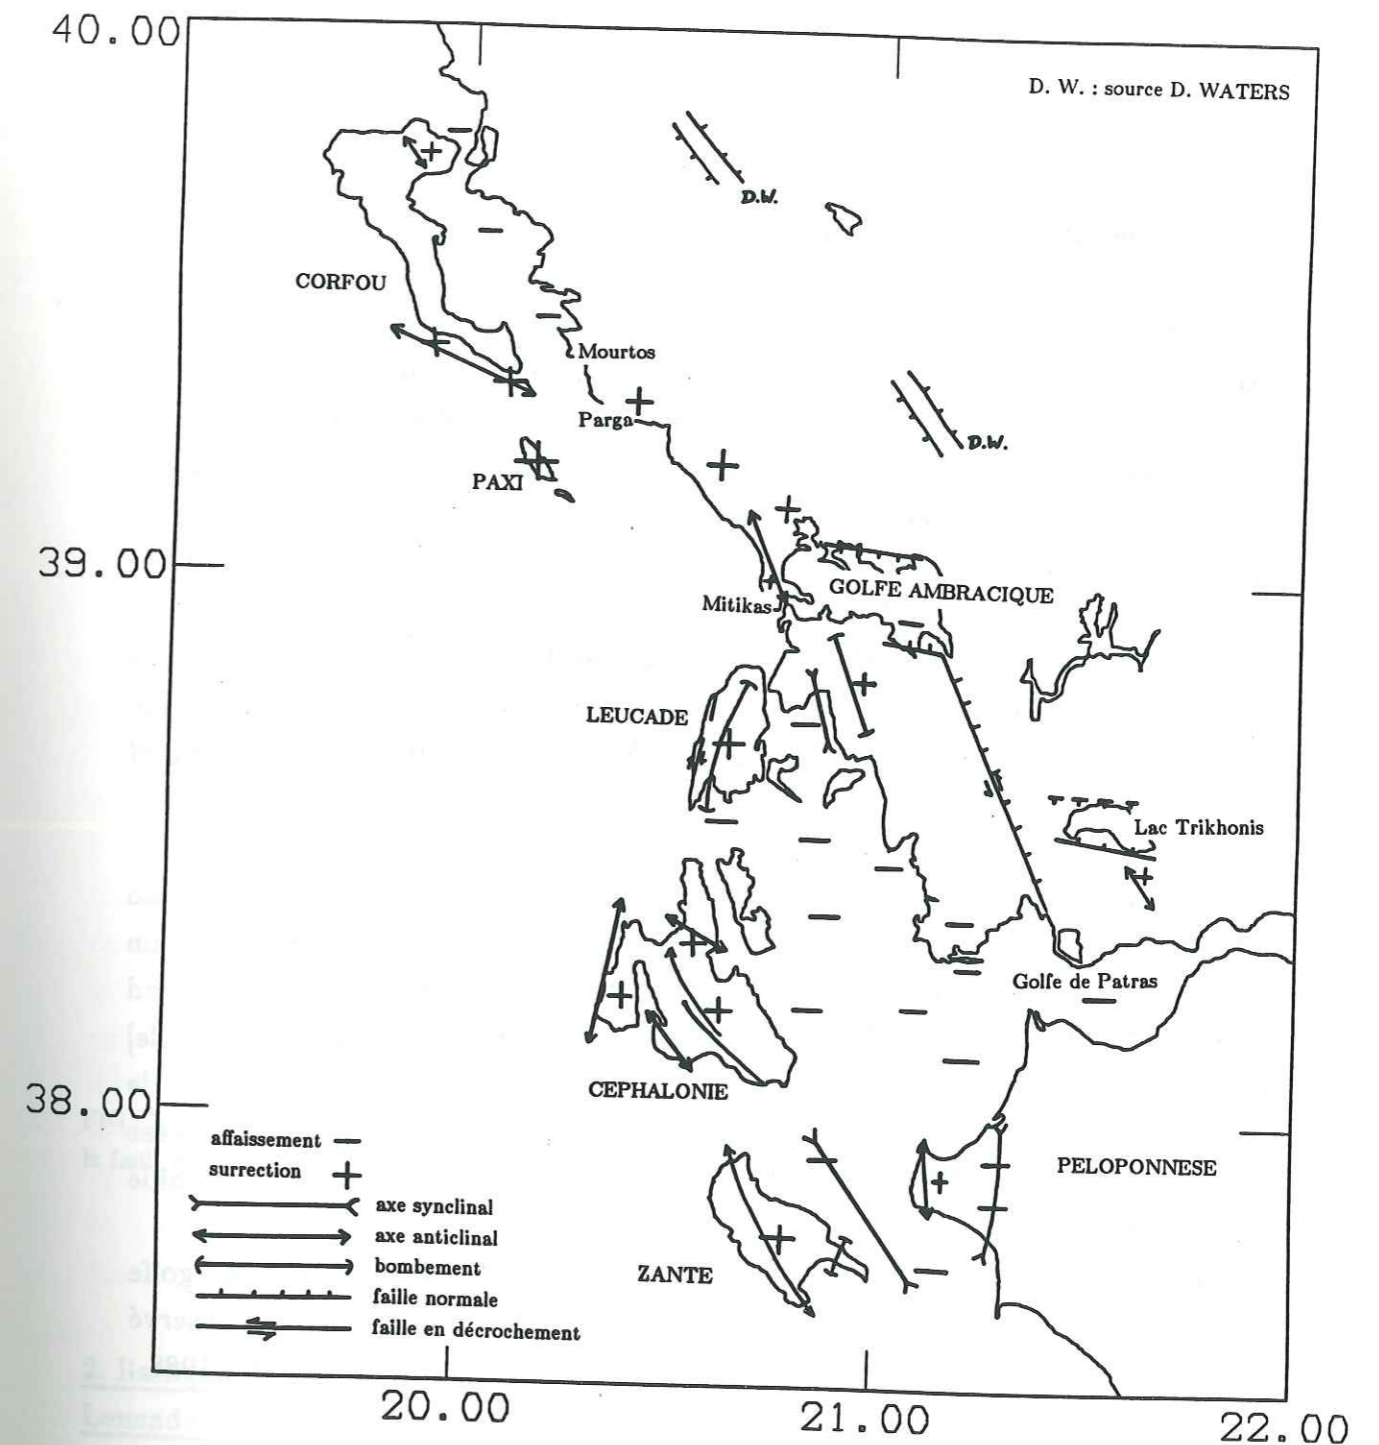 40.00
D. W. : source D. WATERS
D.W.
CORFOU
Mourtos
Parga
D.W.
PAXI
39.00
GOLFE AMBRACIQUE
Mitikas
LEUCADE
Lac Trikhonis
Golfe de Patras
CEPHALONIE
38.00
affaissement
surrection
PELOPONNESE
axe synclinal
axe anticlinal
bombement
ZANTE
faille normale
faille en décrochement
20.00
21.00
22.00